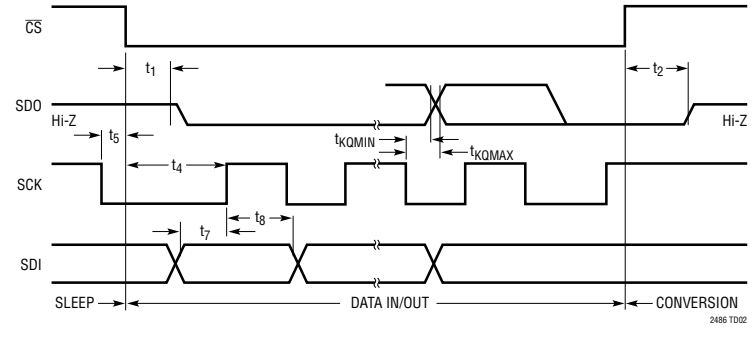 CS
t1
t2
SDO
Hi-Z
Hi-Z
t5
tKQMIN
tKQMAX
t4
SCK
t7
t8
SDI
SLEEP
DATA IN/OUT
CONVERSION
2486 TD02